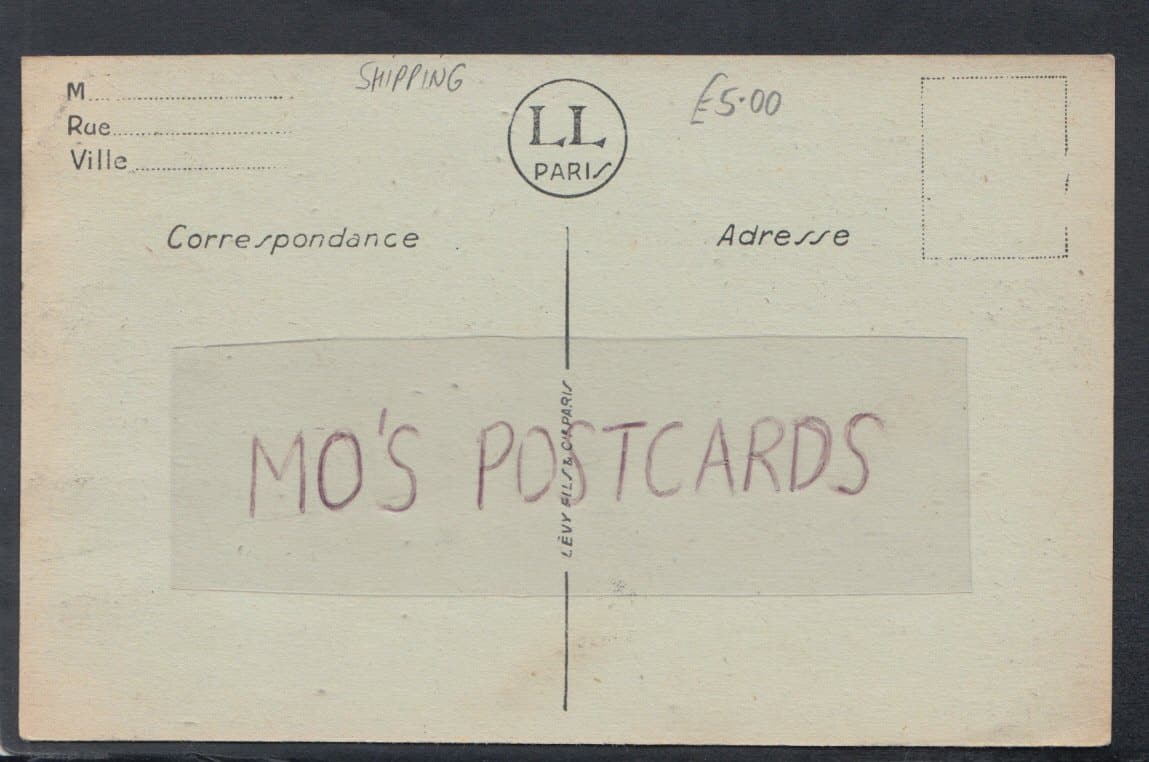 SHIPPING
£5.00
M
Rue
Ville
LL
PARIS
Correspondance
Adresse
MO'S POSTCARDS
LÉVY FILS & Cie PARIS